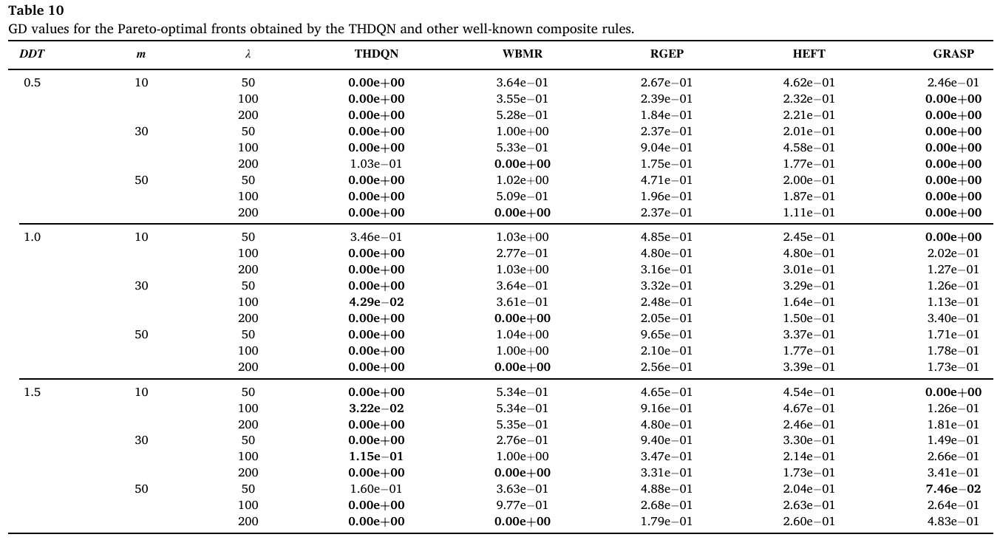 Table 10
GD values for the Pareto-optimal fronts obtained by the THDQN and other well-known composite rules.
DDT m λ THDQN WBMR RGEP HEFT GRASP
0.5 10 50 0.00e+00 3.64e−01 2.67e−01 4.62e−01 2.46e−01
100 0.00e+00 3.55e−01 2.39e−01 2.32e−01 0.00e+00
200 0.00e+00 5.28e−01 1.84e−01 2.21e−01 0.00e+00
30 50 0.00e+00 1.00e+00 2.37e−01 2.01e−01 0.00e+00
100 0.00e+00 5.33e−01 9.04e−01 4.58e−01 0.00e+00
200 1.03e−01 0.00e+00 1.75e−01 1.77e−01 0.00e+00
50 50 0.00e+00 1.02e+00 4.71e−01 2.00e−01 0.00e+00
100 0.00e+00 5.09e−01 1.96e−01 1.87e−01 0.00e+00
200 0.00e+00 0.00e+00 2.37e−01 1.11e−01 0.00e+00
1.0 10 50 3.46e−01 1.03e+00 4.85e−01 2.45e−01 0.00e+00
100 0.00e+00 2.77e−01 4.80e−01 4.80e−01 2.02e−01
200 0.00e+00 1.03e+00 3.16e−01 3.01e−01 1.27e−01
30 50 0.00e+00 3.64e−01 3.32e−01 3.29e−01 1.26e−01
100 4.29e−02 3.61e−01 2.48e−01 1.64e−01 1.13e−01
200 0.00e+00 0.00e+00 2.05e−01 1.50e−01 3.40e−01
50 50 0.00e+00 1.04e+00 9.65e−01 3.37e−01 1.71e−01
100 0.00e+00 1.00e+00 2.10e−01 1.77e−01 1.78e−01
200 0.00e+00 0.00e+00 2.56e−01 3.39e−01 1.73e−01
1.5 10 50 0.00e+00 5.34e−01 4.65e−01 4.54e−01 0.00e+00
100 3.22e−02 5.34e−01 9.16e−01 4.67e−01 1.26e−01
200 0.00e+00 5.35e−01 4.80e−01 2.46e−01 1.81e−01
30 50 0.00e+00 2.76e−01 9.40e−01 3.30e−01 1.49e−01
100 1.15e−01 1.00e+00 3.47e−01 2.14e−01 2.66e−01
200 0.00e+00 0.00e+00 3.31e−01 1.73e−01 3.41e−01
50 50 1.60e−01 3.63e−01 4.88e−01 2.04e−01 7.46e−02
100 0.00e+00 9.77e−01 2.68e−01 2.63e−01 2.64e−01
200 0.00e+00 0.00e+00 1.79e−01 2.60e−01 4.83e−01